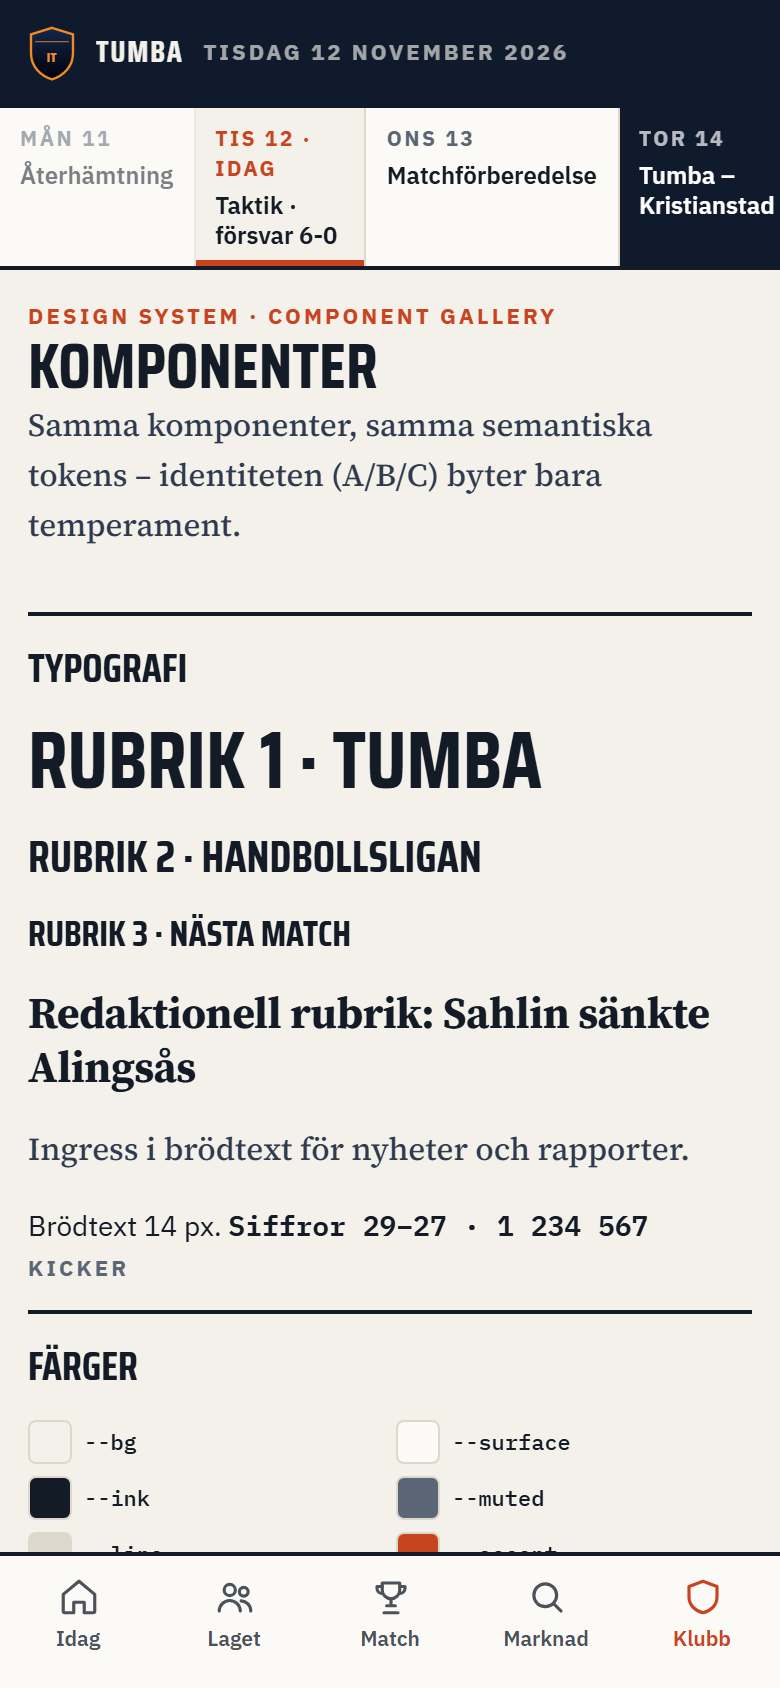 IT
TUMBA TISDAG 12 NOVEMBER 2026
MÅN 11
Återhämtning
TIS 12 ·
IDAG
Taktik ·
försvar 6-0
ONS 13
Matchförberedelse
TOR 14
Tumba –
Kristianstad
DESIGN SYSTEM · COMPONENT GALLERY
KOMPONENTER
Samma komponenter, samma semantiska
tokens – identiteten (A/B/C) byter bara
temperament.
TYPOGRAFI
RUBRIK 1 · TUMBA
RUBRIK 2 · HANDBOLLSLIGAN
RUBRIK 3 · NÄSTA MATCH
Redaktionell rubrik: Sahlin sänkte
Alingsås
Ingress i brödtext för nyheter och rapporter.
Brödtext 14 px. Siffror 29–27 · 1 234 567
KICKER
FÄRGER
--bg
--surface
--ink
--muted
Idag
Laget
Match
Marknad
Klubb